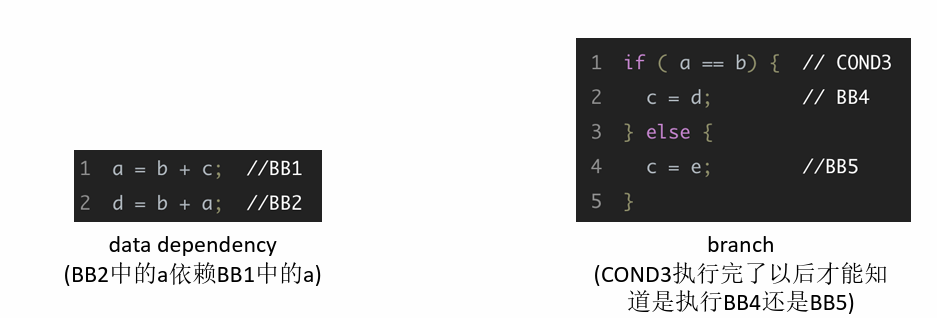 1 a = b + c; //BB1
2 d = b + a; //BB2
data dependency
(BB2中的a依赖BB1中的a)
1 if ( a == b) { // COND3
2 c = d; // BB4
3 } else {
4 c = e; //BB5
5 }
branch
(COND3执行完了以后才能知
道是执行BB4还是BB5)